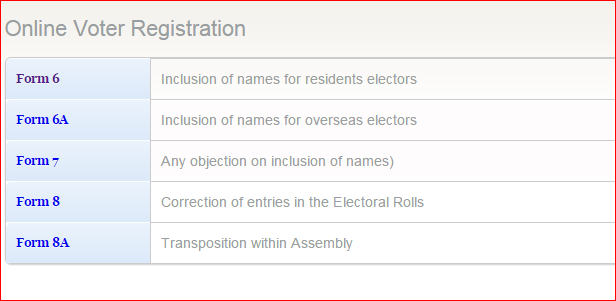 Online Voter Registration
Form 6 Inclusion of names for residents electors
Form 6A Inclusion of names for overseas electors
Form 7 Any objection on inclusion of names)
Form 8 Correction of entries in the Electoral Rolls
Form 8A Transposition within Assembly